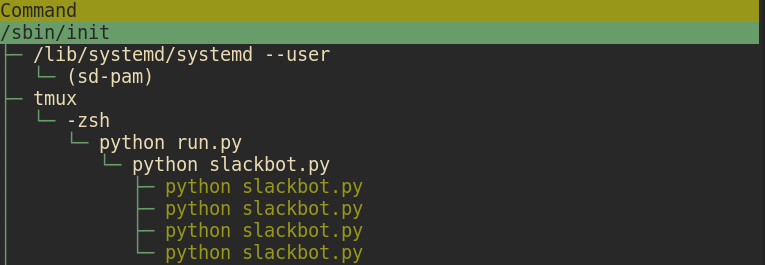 Command
/sbin/init
/lib/systemd/systemd --user
(sd-pam)
tmux
-zsh
python run.py
python slackbot.py
python slackbot.py
python slackbot.py
python slackbot.py
python slackbot.py